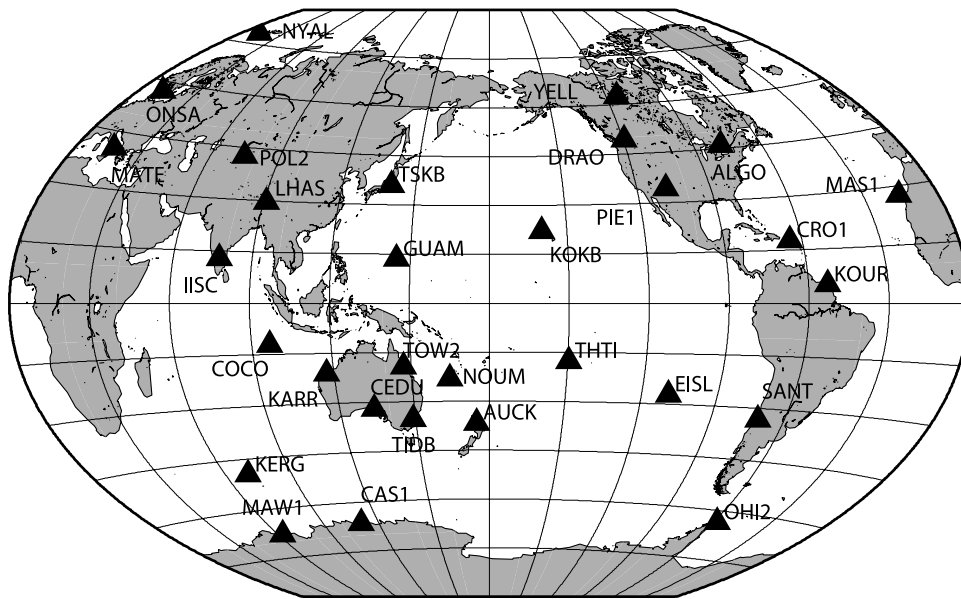 NYAL
YELL
ONSA
DRAO
POL2
ALGO
MATE
TSKB
LHAS
MAS1
PIE1
CRO1
GUAM
KOKB
KOUR
IISC
TOW2
THTI
COCO
NOUM
CEDU
EISL
SANT
KARR
AUCK
TIDB
KERG
CAS1
MAW1
OHI2